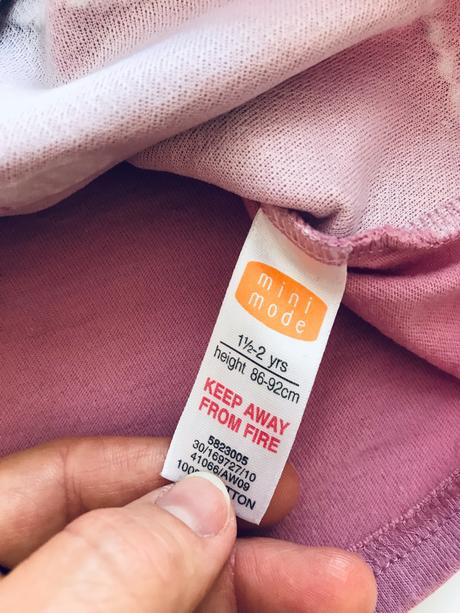 mini
mode
1½-2 yrs
height 86-92cm
KEEP AWAY
FROM FIRE
5823005
30/169727/10
41066/AW09